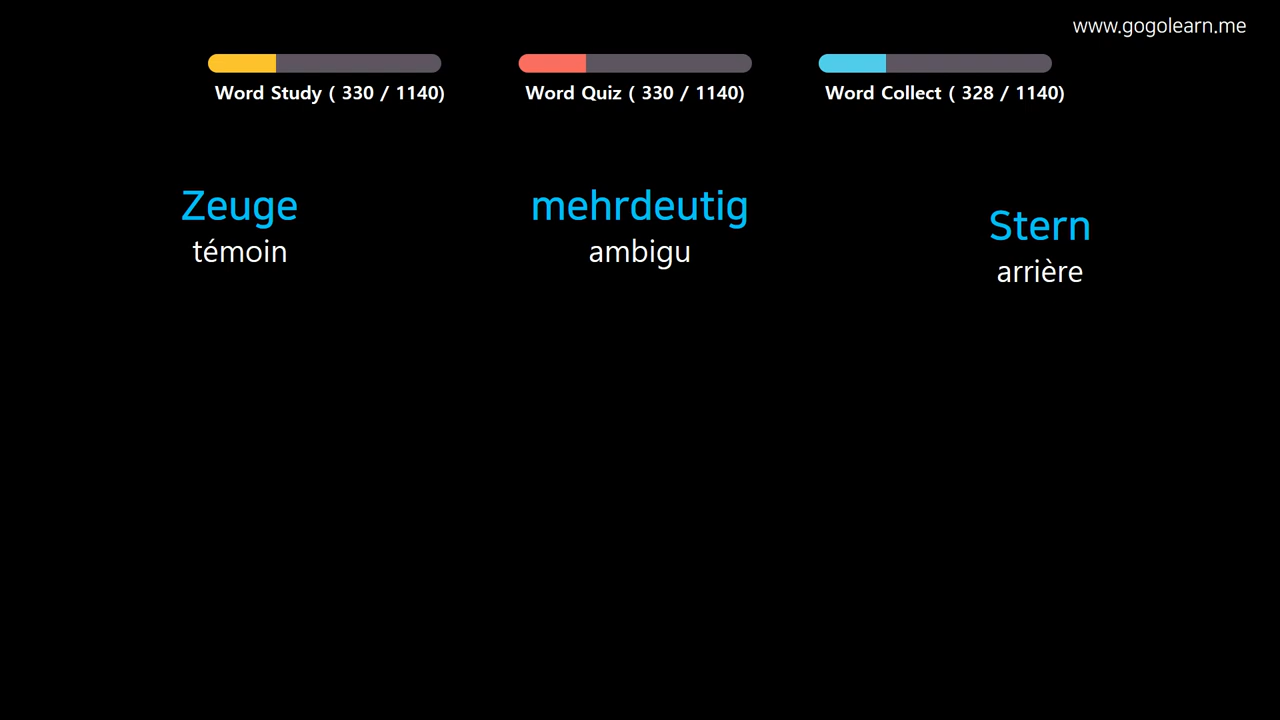 www.gogolearn.me
Word Study ( 330 / 1140)
Word Quiz ( 330 / 1140)
Word Collect ( 328 / 1140)
Zeuge
témoin
mehrdeutig
ambigu
Stern
arrière